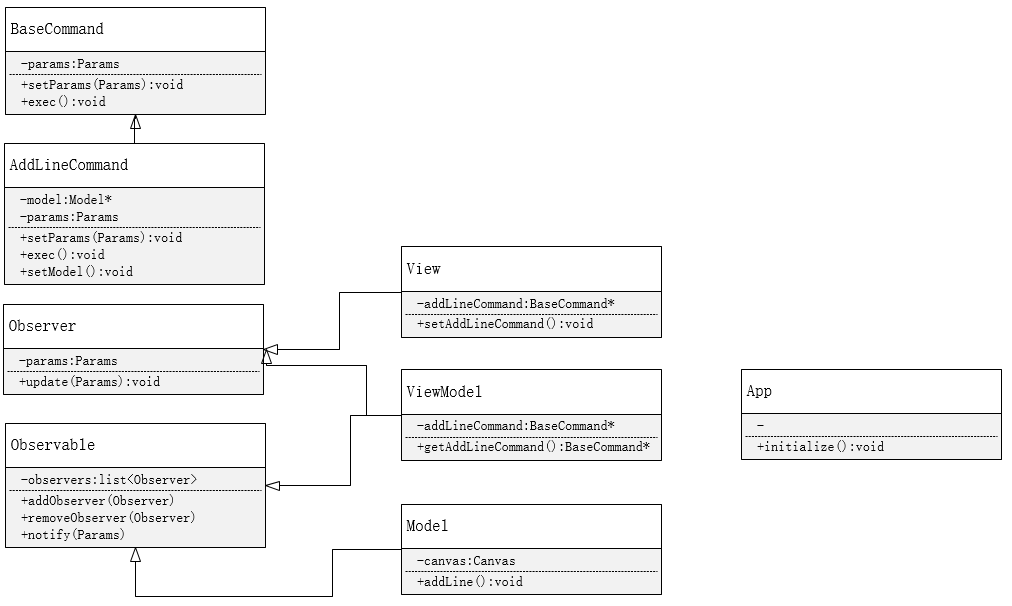 BaseCommand
-params:Params
+setParams(Params):void
+exec():void
AddLineCommand
-model:Model*
-params:Params
+setParams(Params):void
+exec():void
+setModel():void
Observer
-params:Params
+update(Params):void
Observable
-observers:list<Observer>
+addObserver(Observer)
+removeObserver(Observer)
+notify(Params)
View
-addLineCommand:BaseCommand*
+setAddLineCommand():void
ViewModel
-addLineCommand:BaseCommand*
+getAddLineCommand():BaseCommand*
Model
-canvas:Canvas
+addLine():void
App
-
+initialize():void